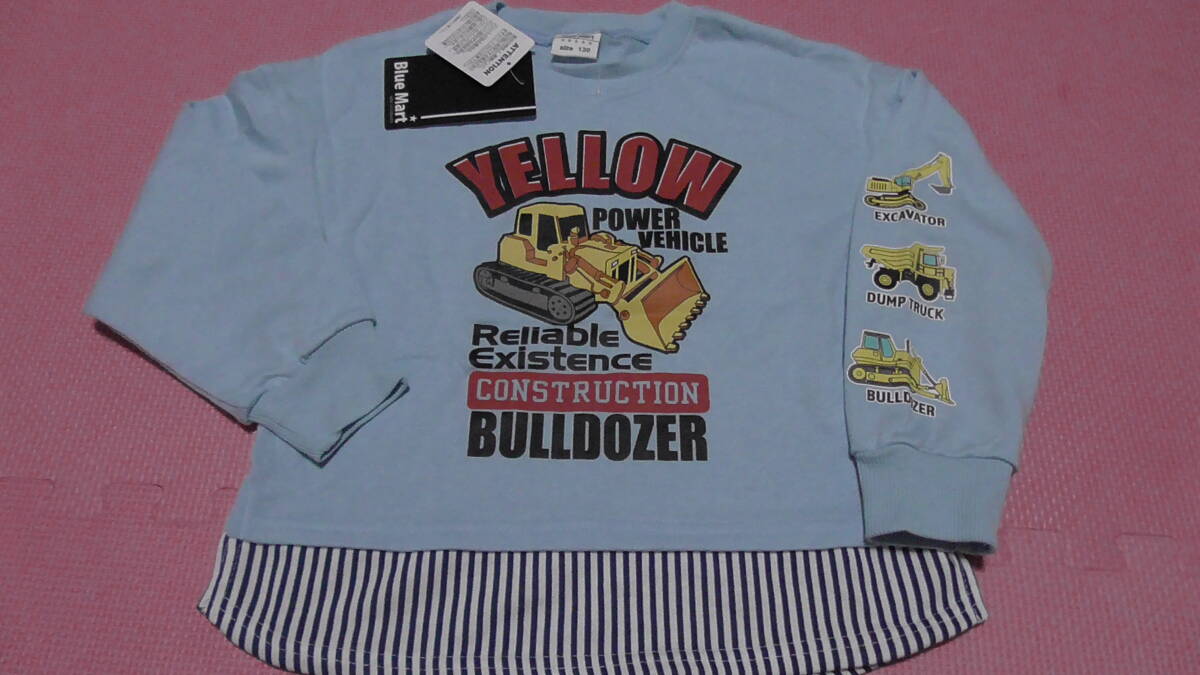 ATTENTION
Blue Mart
size 130
YELLOW
POWER
VEHICLE
Reliable
Existence
CONSTRUCTION
BULLDOZER
EXCAVATOR
DUMP TRUCK
BULLDOZER